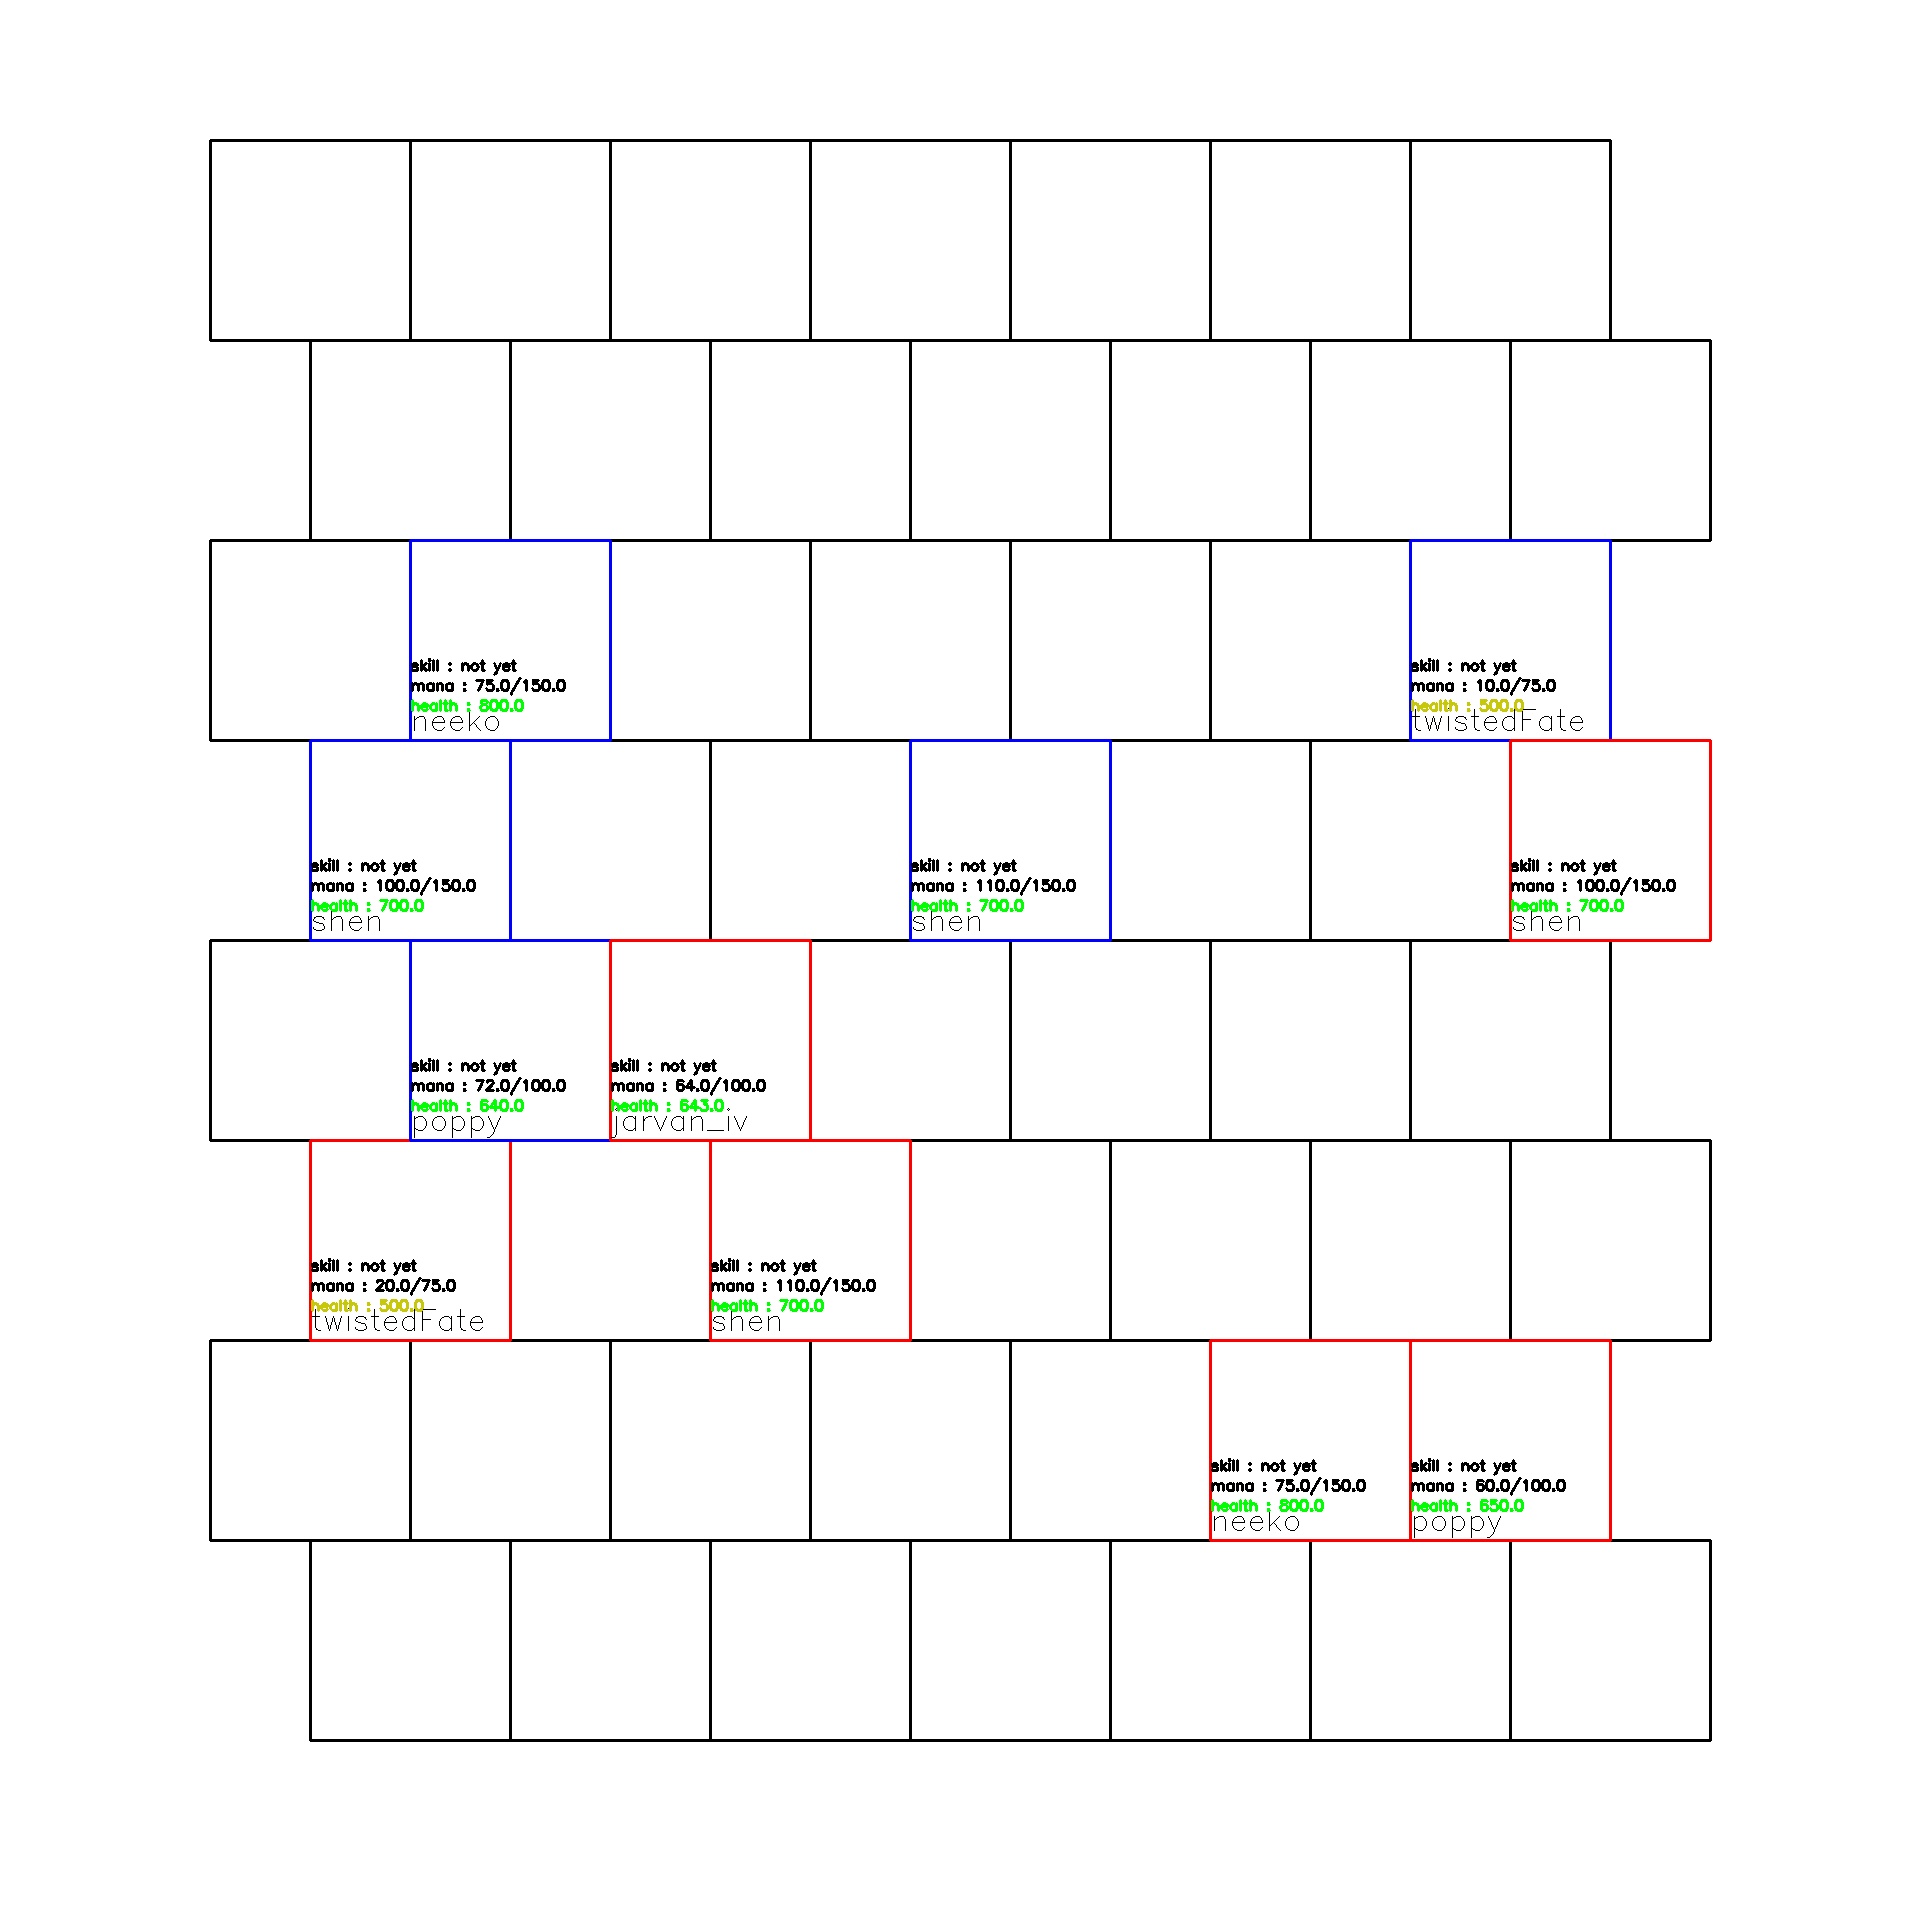 skill : not yet
mana : 75.0/150.0
health : 800.0
neeko
skill : not yet
mana : 10.0/75.0
health : 500.0
twistedFate
skill : not yet
mana : 100.0/150.0
health : 700.0
shen
skill : not yet
mana : 110.0/150.0
health : 700.0
shen
skill : not yet
mana : 100.0/150.0
health : 700.0
shen
skill : not yet
mana : 72.0/100.0
health : 640.0
poppy
skill : not yet
mana : 64.0/100.0
health : 643.0
jarvan_iv
skill : not yet
mana : 20.0/75.0
health : 500.0
twistedFate
skill : not yet
mana : 110.0/150.0
health : 700.0
shen
skill : not yet
mana : 75.0/150.0
health : 800.0
neeko
skill : not yet
mana : 60.0/100.0
health : 650.0
poppy